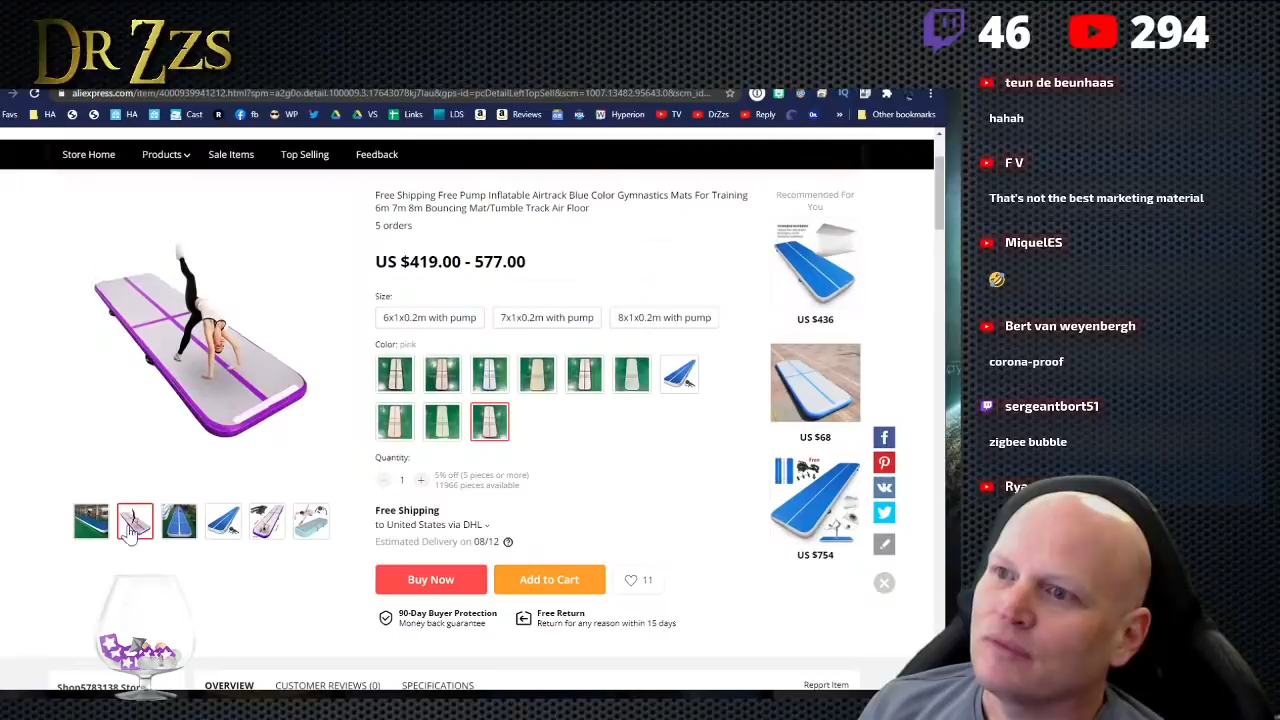 DR ZZS
46
294
aliexpress.com/item/4000939941212.html?spm=a2g0o.detail.100009.3.17643078kj7lau&gps-id=pcDetailLeftTopSell&scm=1007.13482.95643.0&scm_id...
Favs HA HA Cast fb WP VS Links LDS Reviews W Hyperion TV DrZzs Reply » Other bookmarks
Store Home Products Sale Items Top Selling Feedback
Free Shipping Free Pump Inflatable Airtrack Blue Color Gymnastics Mats For Training
6m 7m 8m Bouncing Mat/Tumble Track Air Floor
5 orders
US $419.00 - 577.00
Size:
6x1x0.2m with pump 7x1x0.2m with pump 8x1x0.2m with pump
Color: pink
Quantity:
1
5% off (5 pieces or more)
11966 pieces available
Free Shipping
to United States via DHL
Estimated Delivery on 08/12
Buy Now Add to Cart 11
90-Day Buyer Protection
Money back guarantee
Free Return
Return for any reason within 15 days
Shop5783138 Store
OVERVIEW CUSTOMER REVIEWS (0) SPECIFICATIONS
Report Item
Recommended For
You
US $436
US $68
Free
US $754
teun de beunhaas
hahah
F V
That's not the best marketing material
MiquelES
Bert van weyenbergh
corona-proof
sergeantbort51
zigbee bubble